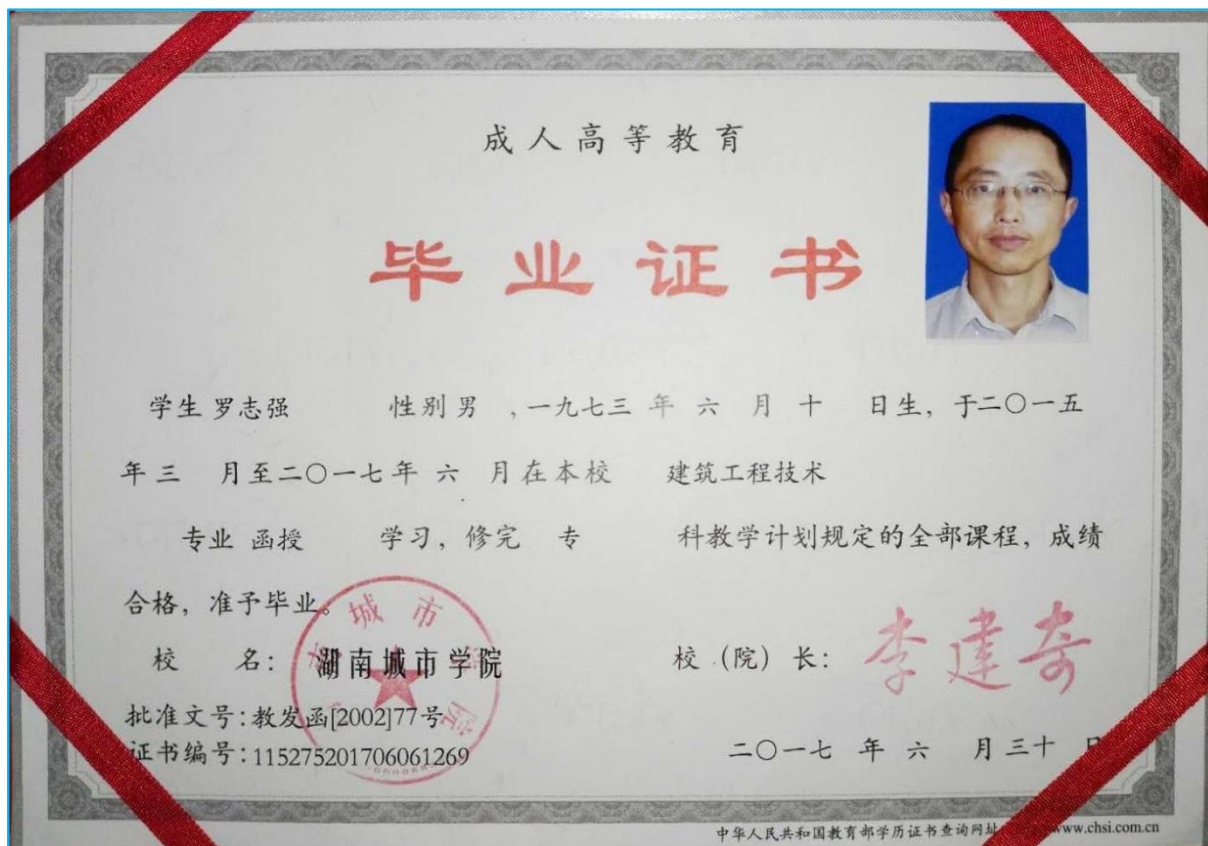 成人高等教育
毕业证书
学生 罗志强 性别 男 ,一九七三 年 六 月 十 日生, 于二〇一五
年 三 月至二〇一七 年 六 月在本校 建筑工程技术
专业 函授 学习, 修完 专 科教学计划规定的全部课程, 成绩
合格, 准予毕业。
校 名: 湖南城市学院 校 (院) 长: 李建奇
批准文号:教发函[2002]77号
证书编号:115275201706061269 二〇一七 年 六 月 三十 日
中华人民共和国教育部学历证书查询网址 www.chsi.com.cn